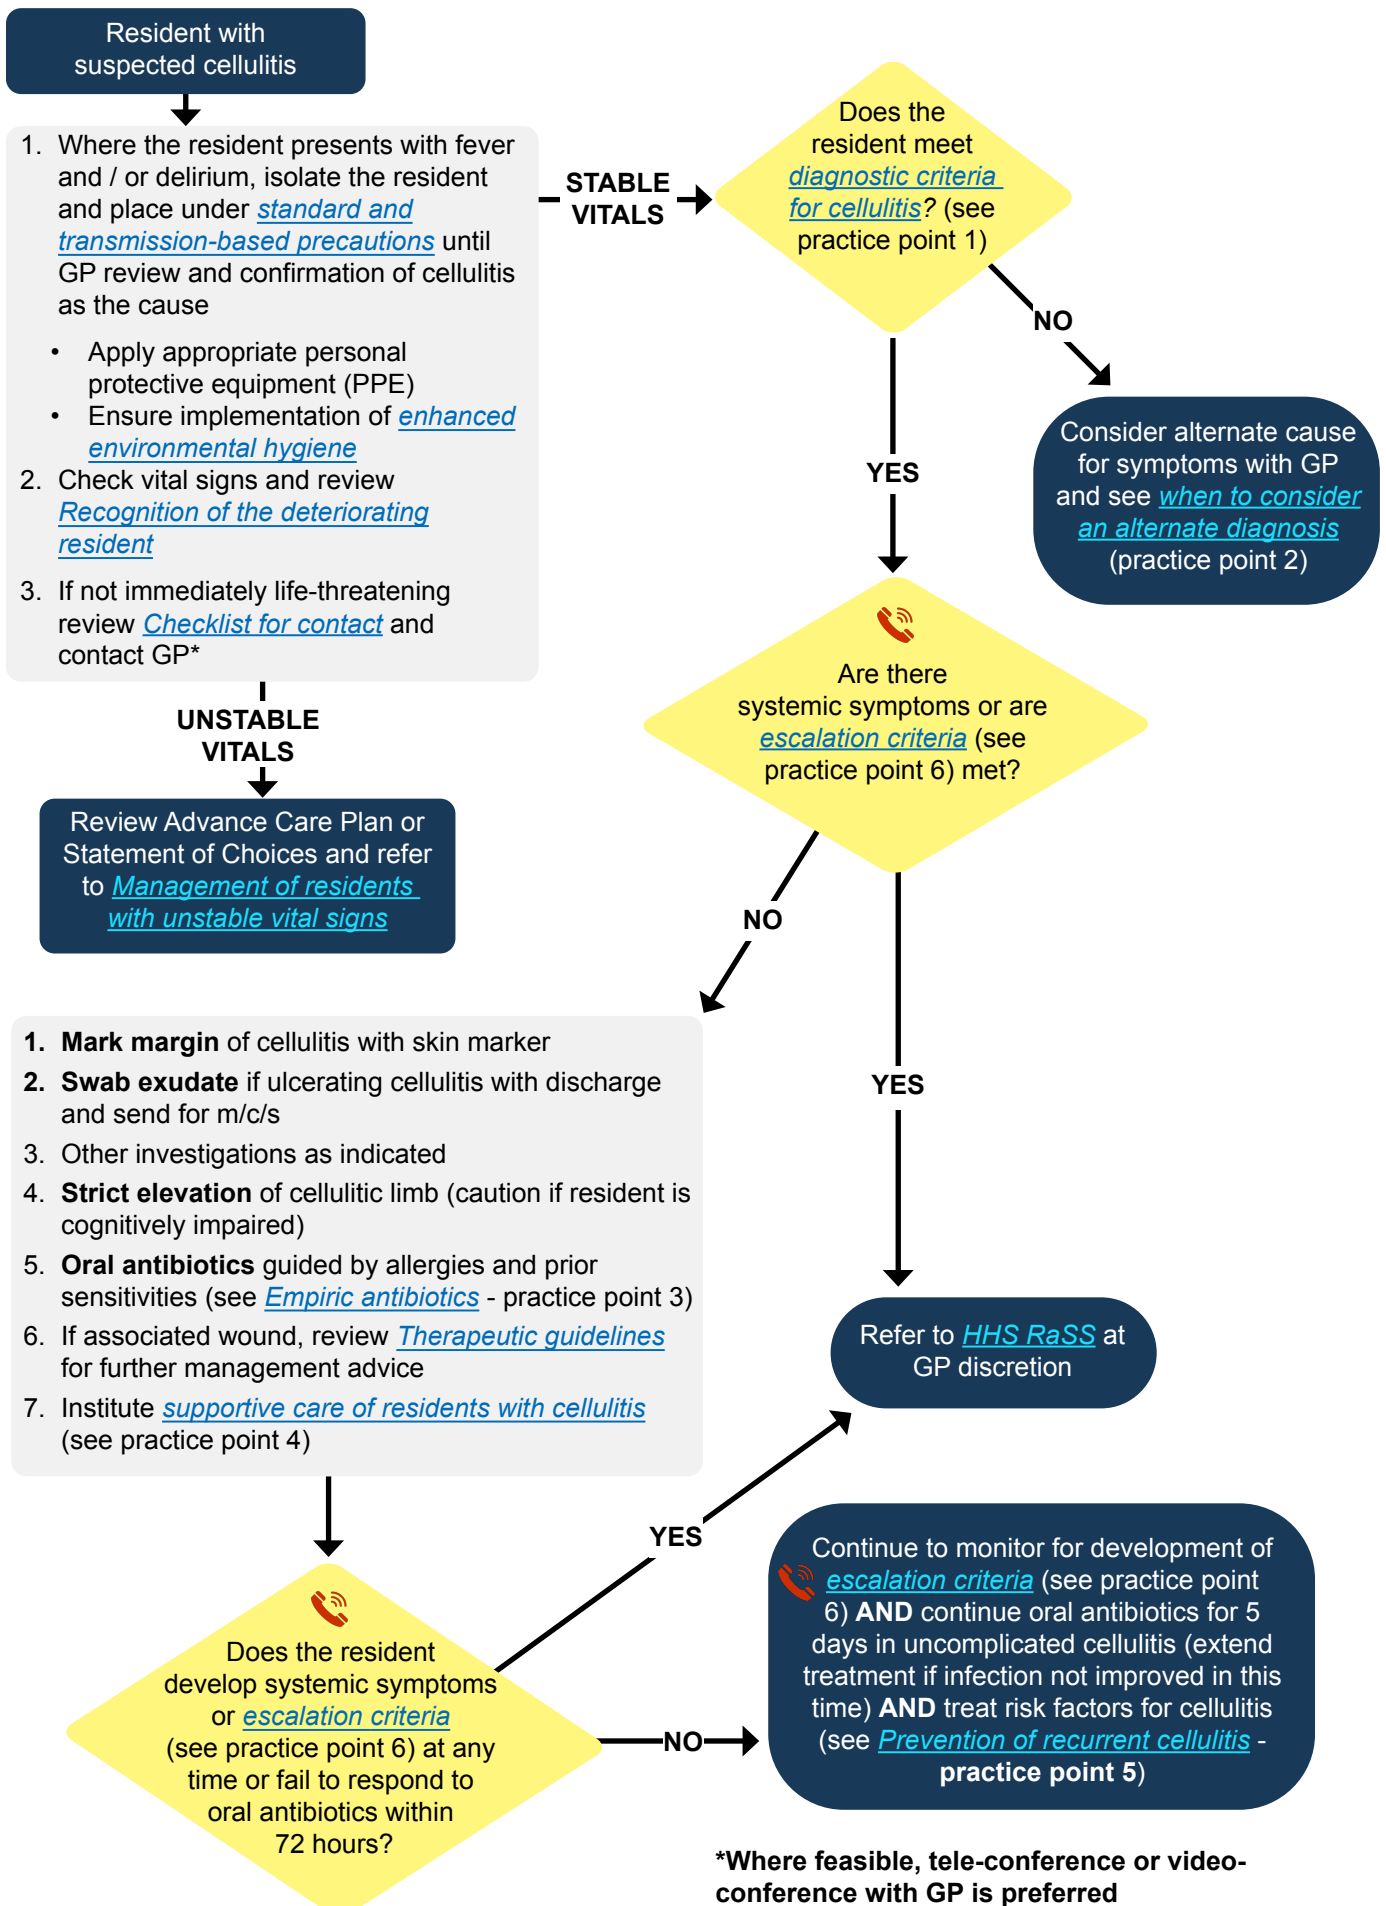 Resident with
suspected cellulitis
1. Where the resident presents with fever
and / or delirium, isolate the resident
and place under standard and
transmission-based precautions until
GP review and confirmation of cellulitis
as the cause
• Apply appropriate personal
protective equipment (PPE)
• Ensure implementation of enhanced
environmental hygiene
2. Check vital signs and review
Recognition of the deteriorating
resident
3. If not immediately life-threatening
review Checklist for contact and
contact GP*
STABLE
VITALS
Does the
resident meet
diagnostic criteria
for cellulitis? (see
practice point 1)
NO
Consider alternate cause
for symptoms with GP
and see when to consider
an alternate diagnosis
(practice point 2)
YES
UNSTABLE
VITALS
Review Advance Care Plan or
Statement of Choices and refer
to Management of residents
with unstable vital signs
Are there
systemic symptoms or are
escalation criteria (see
practice point 6) met?
NO
YES
1. Mark margin of cellulitis with skin marker
2. Swab exudate if ulcerating cellulitis with discharge
and send for m/c/s
3. Other investigations as indicated
4. Strict elevation of cellulitic limb (caution if resident is
cognitively impaired)
5. Oral antibiotics guided by allergies and prior
sensitivities (see Empiric antibiotics - practice point 3)
6. If associated wound, review Therapeutic guidelines
for further management advice
7. Institute supportive care of residents with cellulitis
(see practice point 4)
Refer to HHS RaSS at
GP discretion
YES
Does the resident
develop systemic symptoms
or escalation criteria
(see practice point 6) at any
time or fail to respond to
oral antibiotics within
72 hours?
NO
Continue to monitor for development of
escalation criteria (see practice point
6) AND continue oral antibiotics for 5
days in uncomplicated cellulitis (extend
treatment if infection not improved in this
time) AND treat risk factors for cellulitis
(see Prevention of recurrent cellulitis -
practice point 5)
*Where feasible, tele-conference or video-
conference with GP is preferred